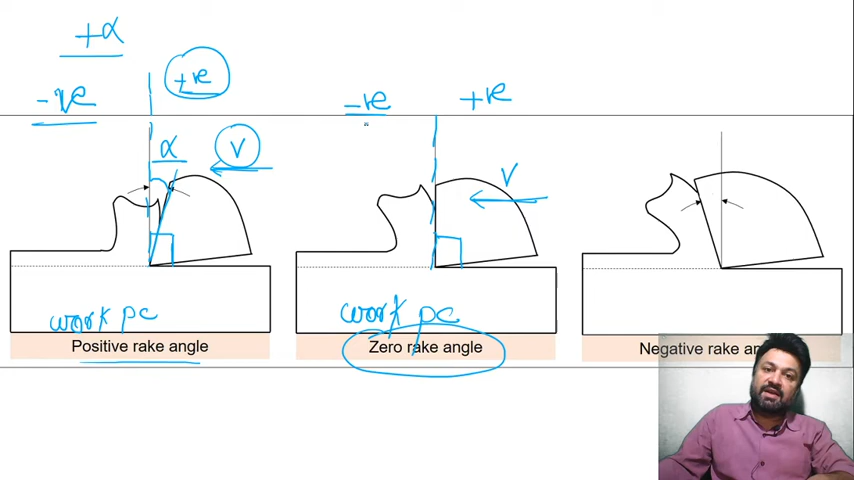 +α
-ve
+ve
-ve
+ve
α
V
V
work pc
work pc
Positive rake angle
Zero rake angle
Negative rake an